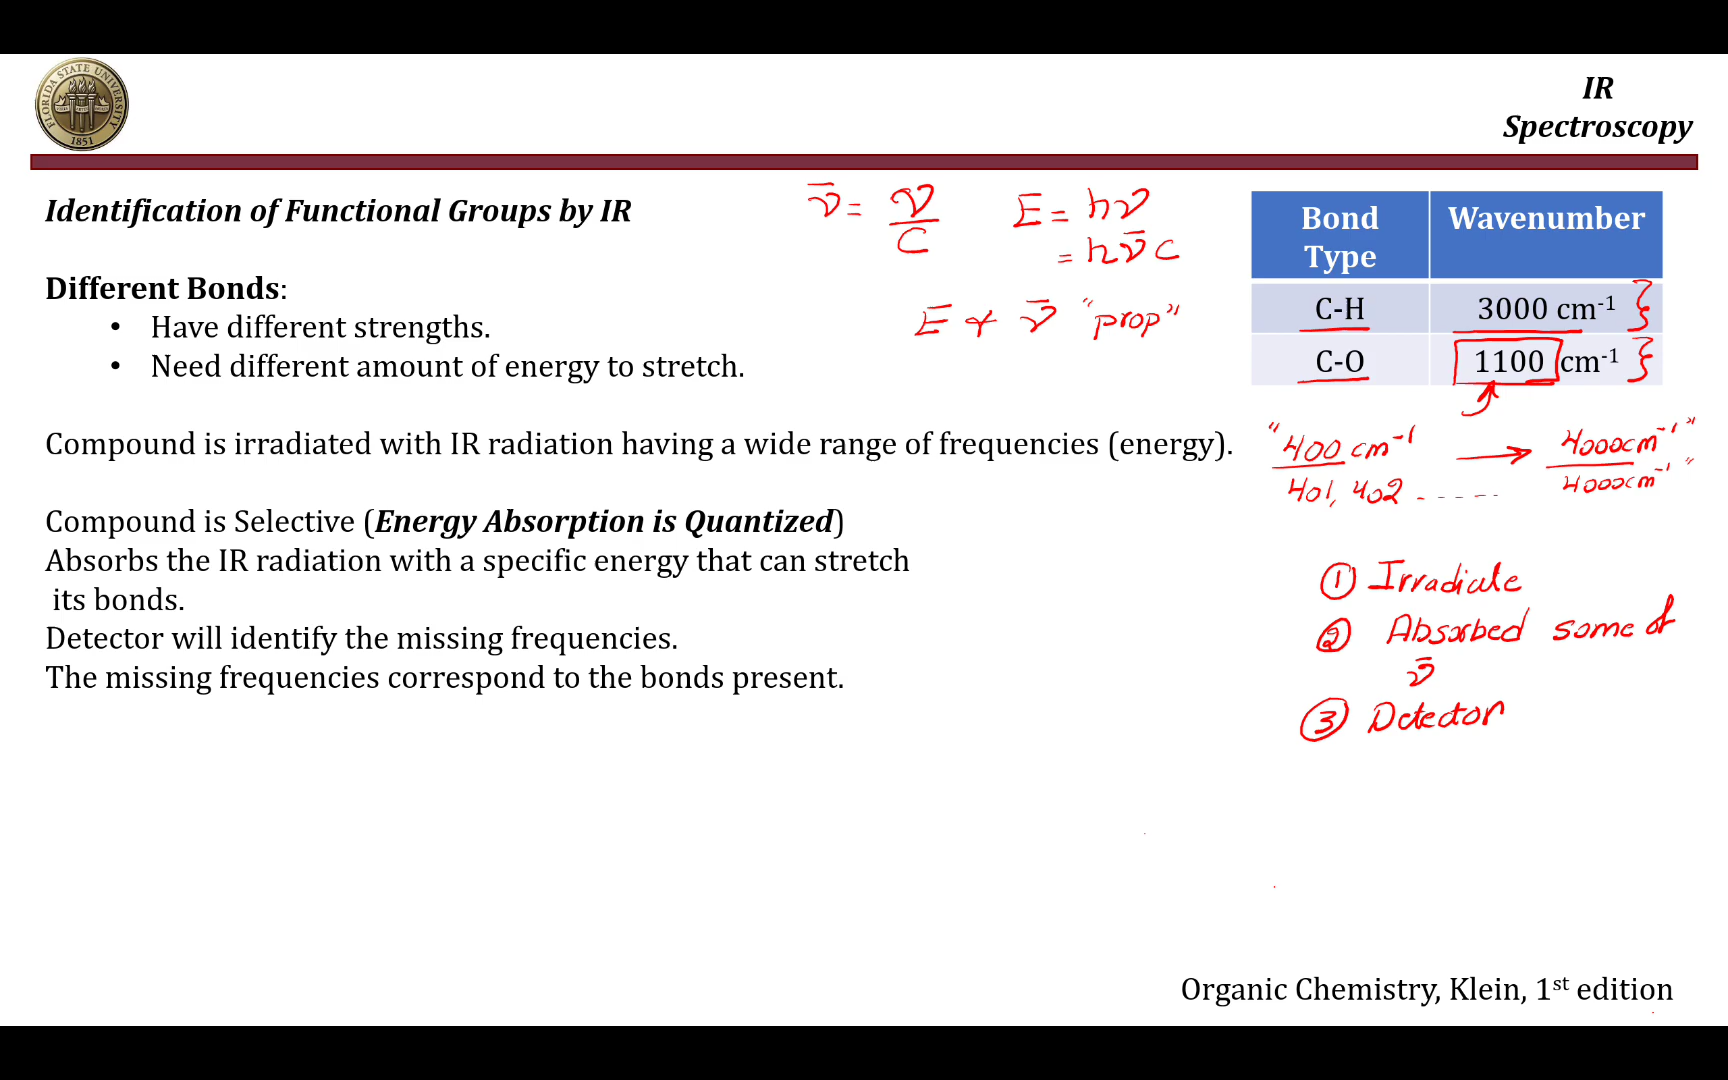 FLORIDA STATE UNIVERSITY
1851
IR
Spectroscopy
Identification of Functional Groups by IR
ν̅ = ν/C
E = hν
= hν̅C
Different Bonds:
• Have different strengths.
• Need different amount of energy to stretch.
E & ν̅ "prop"
Bond Type Wavenumber
C-H 3000 cm⁻¹
C-O 1100 cm⁻¹
Compound is irradiated with IR radiation having a wide range of frequencies (energy).
"400 cm⁻¹ → 4000cm⁻¹"
401, 402 - - - - - - 4000cm⁻¹"
Compound is Selective (Energy Absorption is Quantized)
Absorbs the IR radiation with a specific energy that can stretch
its bonds.
Detector will identify the missing frequencies.
The missing frequencies correspond to the bonds present.
① Irradiate
② Absorbed some of
ν̅
③ Detector
Organic Chemistry, Klein, 1st edition